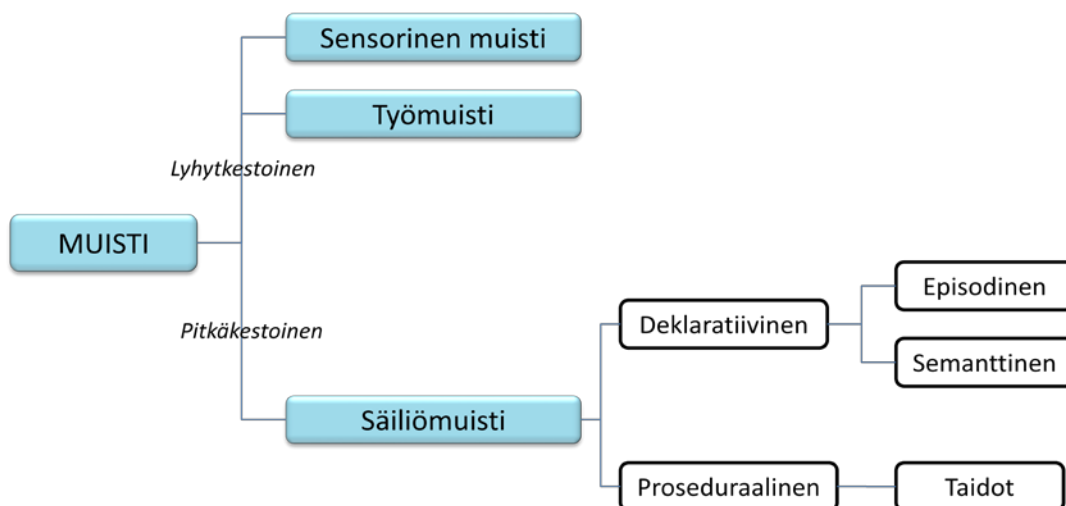 Sensorinen muisti
Työmuisti
Lyhytkestoinen
MUISTI
Pitkäkestoinen
Episodinen
Deklaratiivinen
Semanttinen
Säiliömuisti
Proseduraalinen
Taidot